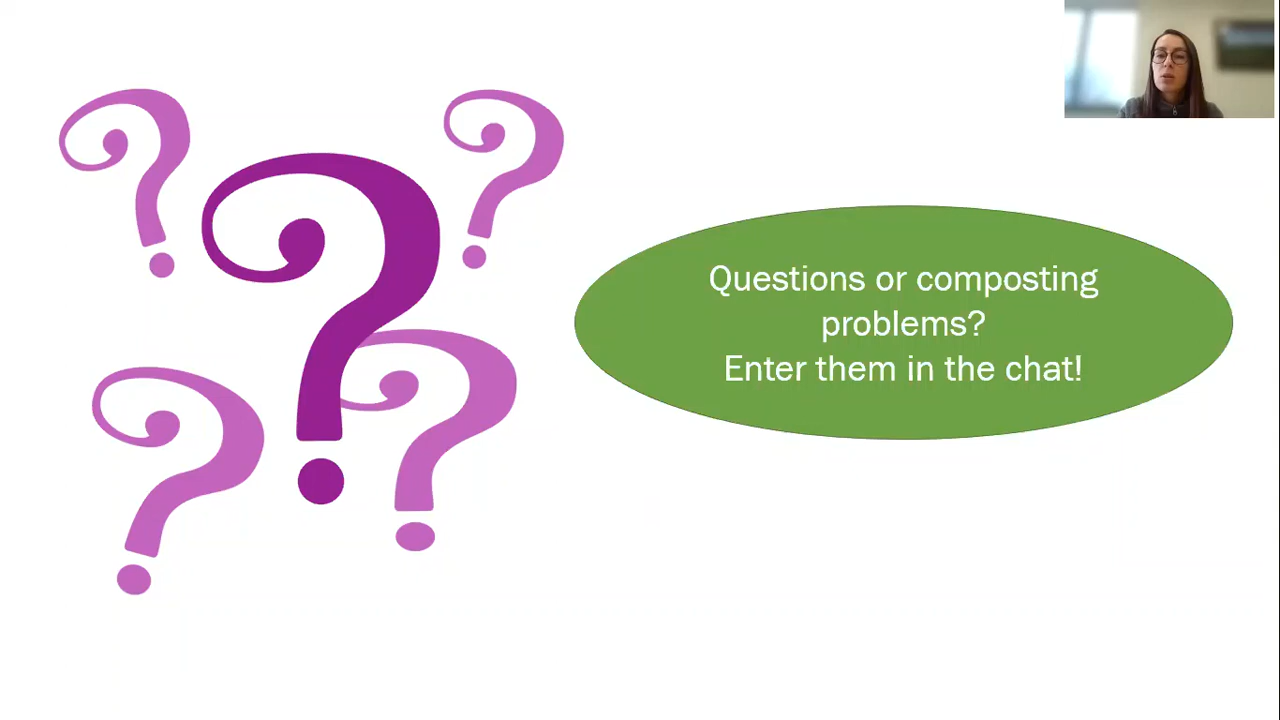 Questions or composting
problems?
Enter them in the chat!